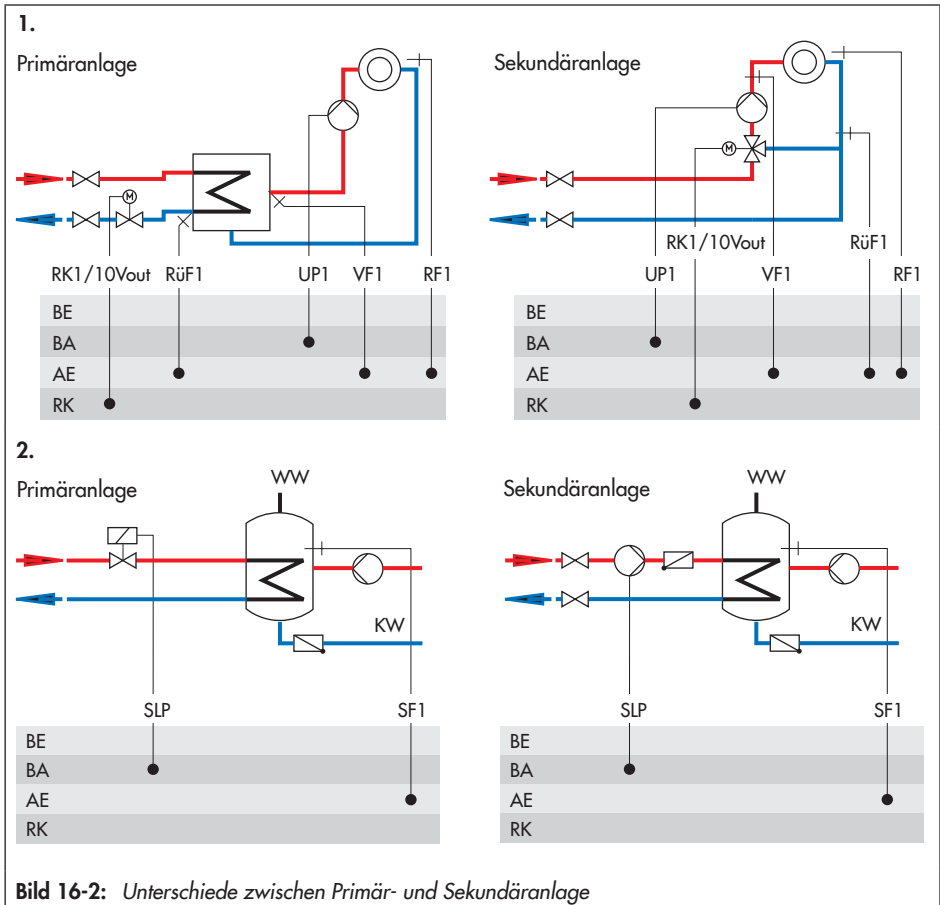 1.
Primäranlage
Sekundäranlage
M
M
RK1/10Vout RüF1 UP1 VF1 RF1
RK1/10Vout
UP1 VF1 RüF1 RF1
BE
BA
AE
RK
BE
BA
AE
RK
2.
Primäranlage
WW
KW
SLP SF1
BE
BA
AE
RK
Sekundäranlage
WW
KW
SLP SF1
BE
BA
AE
RK
Bild 16-2: Unterschiede zwischen Primär- und Sekundäranlage